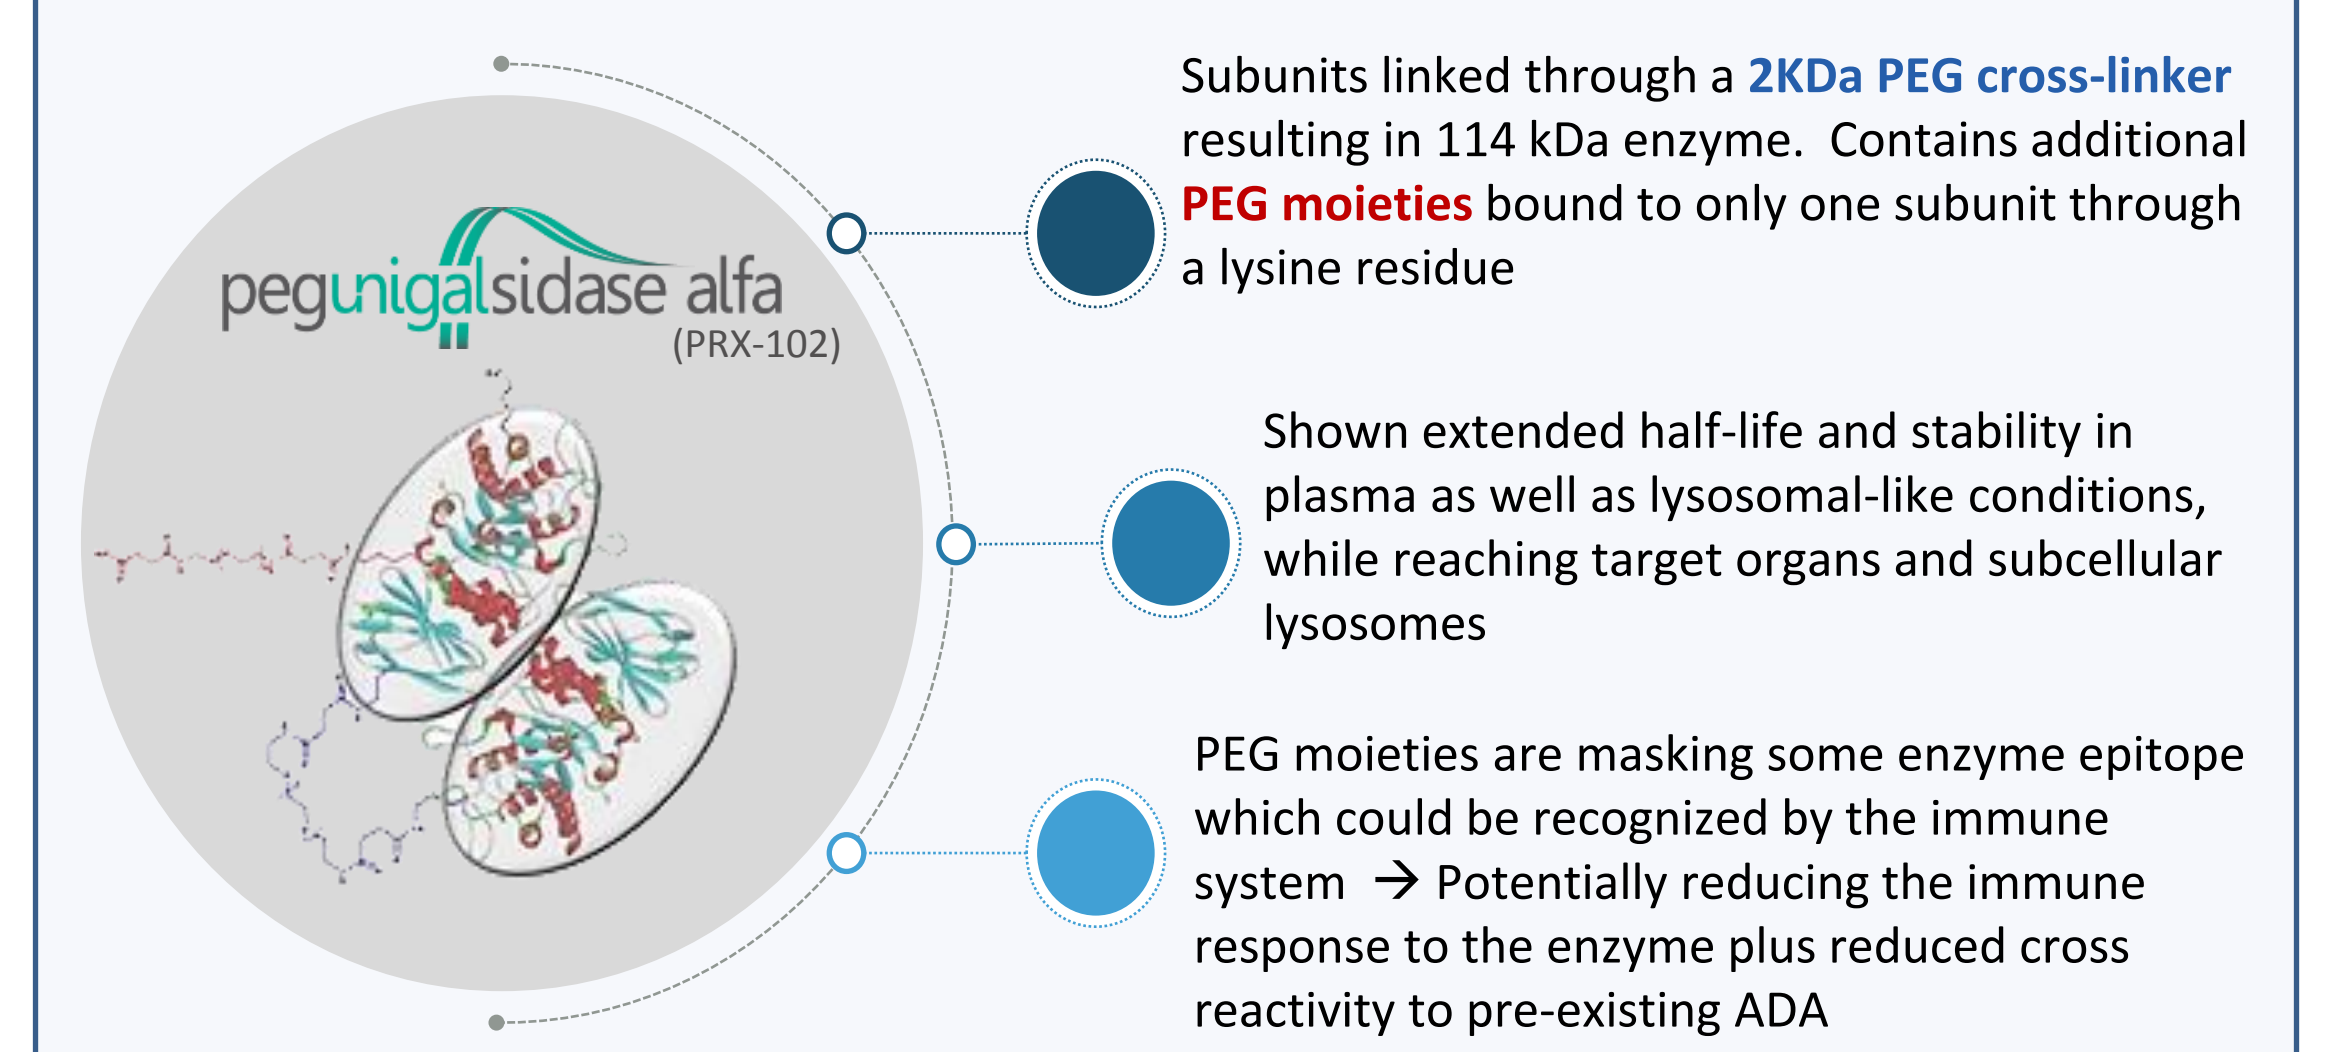 pegunigalsidase alfa
(PRX-102)
Subunits linked through a 2KDa PEG cross-linker
resulting in 114 kDa enzyme.  Contains additional
PEG moieties bound to only one subunit through
a lysine residue
Shown extended half-life and stability in
plasma as well as lysosomal-like conditions,
while reaching target organs and subcellular
lysosomes
PEG moieties are masking some enzyme epitope
which could be recognized by the immune
system  → Potentially reducing the immune
response to the enzyme plus reduced cross
reactivity to pre-existing ADA